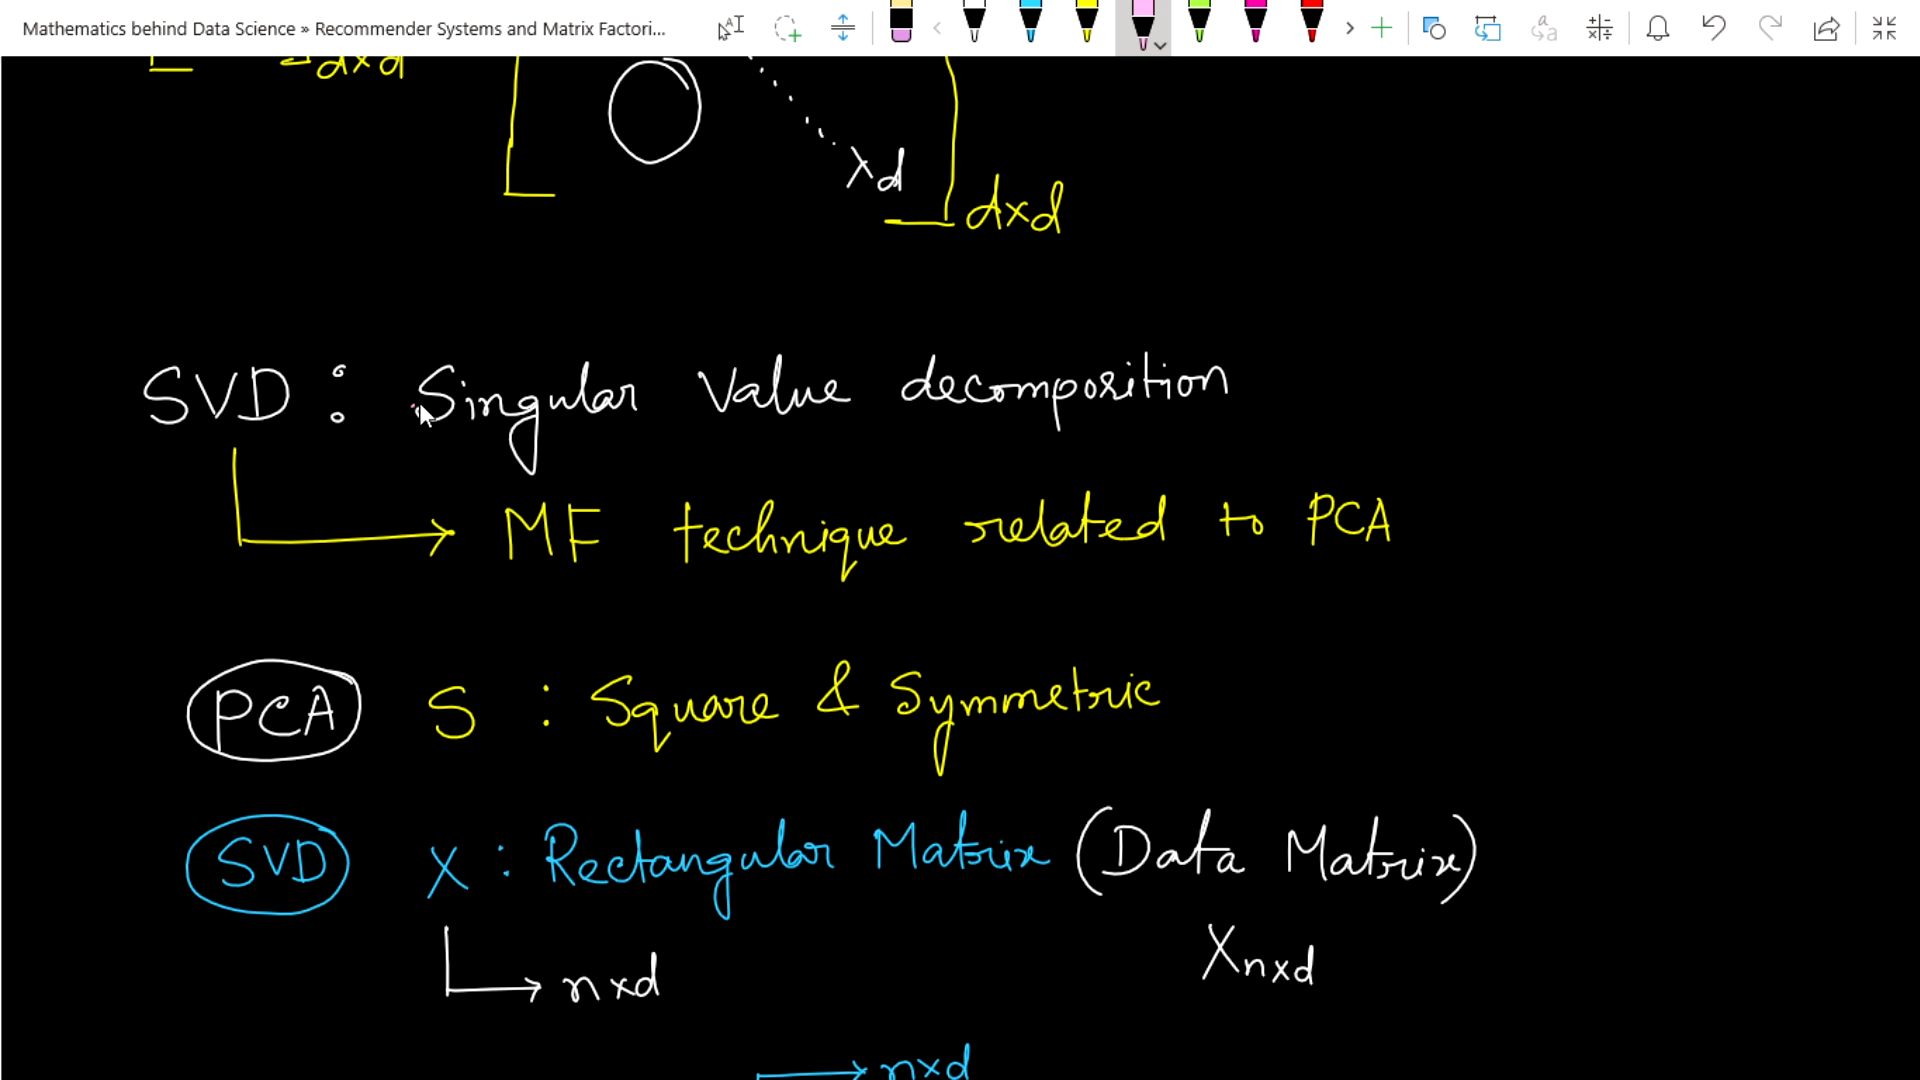 Mathematics behind Data Science » Recommender Systems and Matrix Factori...
dxd
λd
dxd
SVD : Singular Value decomposition
MF technique related to PCA
PCA S : Square & Symmetric
SVD X : Rectangular Matrix (Data Matrix)
nxd
Xnxd
nxd